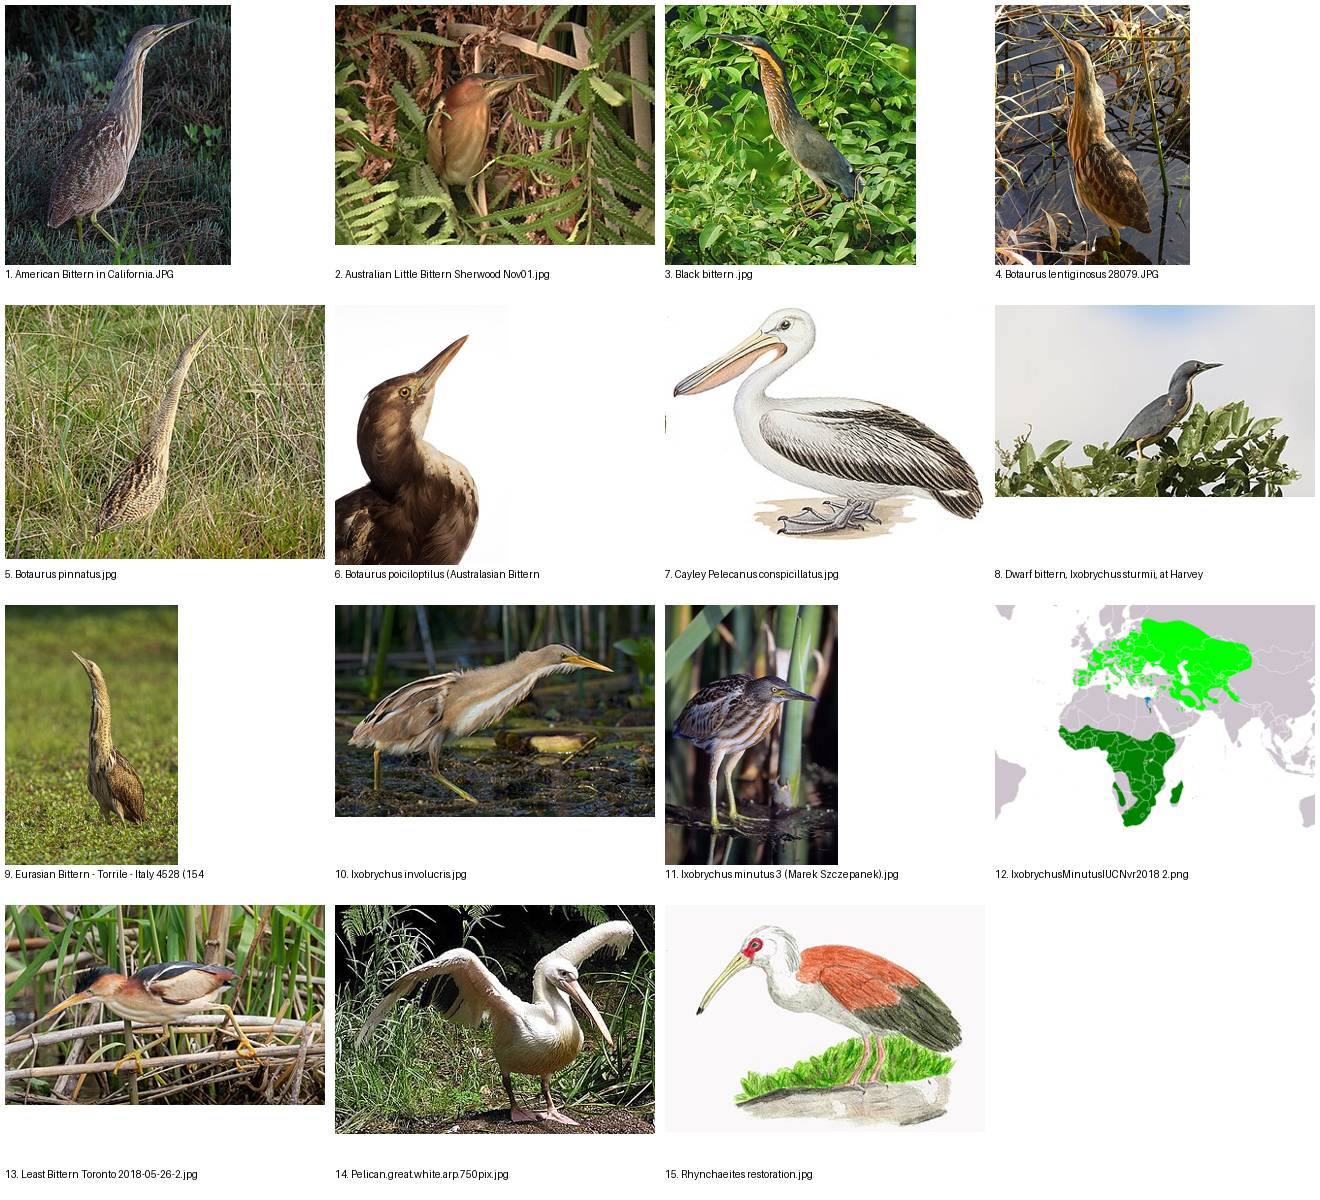 1. American Bittern in California.JPG
2. Australian Little Bittern Sherwood Nov01.jpg
3. Black bittern .jpg
4. Botaurus lentiginosus 28079.JPG
5. Botaurus pinnatus.jpg
6. Botaurus poiciloptilus (Australasian Bittern
7. Cayley Pelecanus conspicillatus.jpg
8. Dwarf bittern, Ixobrychus sturmii, at Harvey
9. Eurasian Bittern - Torrile - Italy 4528 (154
10. Ixobrychus involucris.jpg
11. Ixobrychus minutus 3 (Marek Szczepanek).jpg
12. IxobrychusMinutusIUCNvr2018 2.png
13. Least Bittern Toronto 2018-05-26-2.jpg
14. Pelican.great.white.arp.750pix.jpg
15. Rhynchaeites restoration.jpg